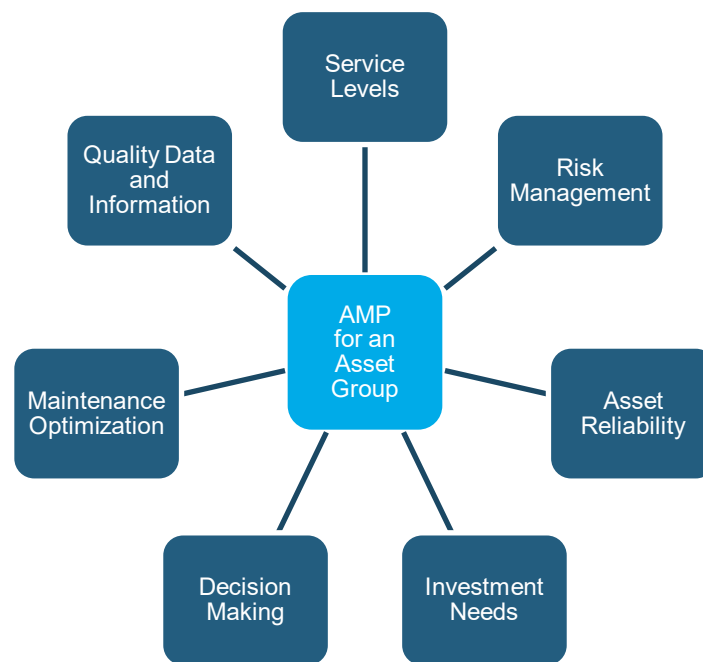 Service
Levels
Quality Data
and
Information
Risk
Management
AMP
for an
Asset
Group
Maintenance
Optimization
Asset
Reliability
Decision
Making
Investment
Needs